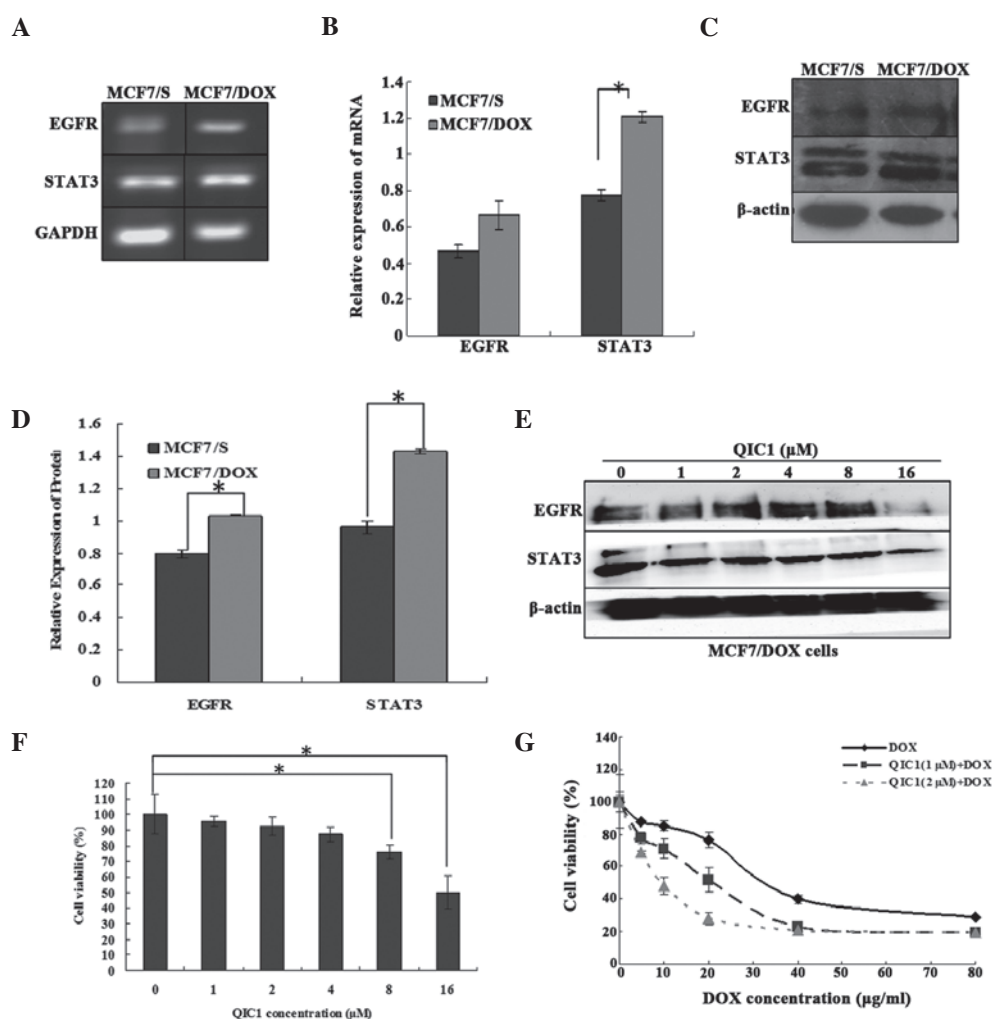 A
MCF7/S MCF7/DOX
EGFR
STAT3
GAPDH
B
Relative expression of mRNA
1.4
1.2
1
0.8
0.6
0.4
0.2
0
MCF7/S
MCF7/DOX
*
EGFR STAT3
C
MCF7/S MCF7/DOX
EGFR
STAT3
β-actin
D
Relative Expression of Protein
1.6
1.4
1.2
1
0.8
0.6
0.4
0.2
0
MCF7/S
MCF7/DOX
*
*
EGFR STAT3
E
QIC1 (µM)
0 1 2 4 8 16
EGFR
STAT3
β-actin
MCF7/DOX cells
F
Cell viability (%)
120
110
100
90
80
70
60
50
40
30
20
10
0
*
*
0 1 2 4 8 16
QIC1 concentration (µM)
G
Cell viability (%)
140
120
100
80
60
40
20
0
DOX
QIC1(1 µM)+DOX
QIC1(2 µM)+DOX
0 10 20 30 40 50 60 70 80
DOX concentration (µg/ml)